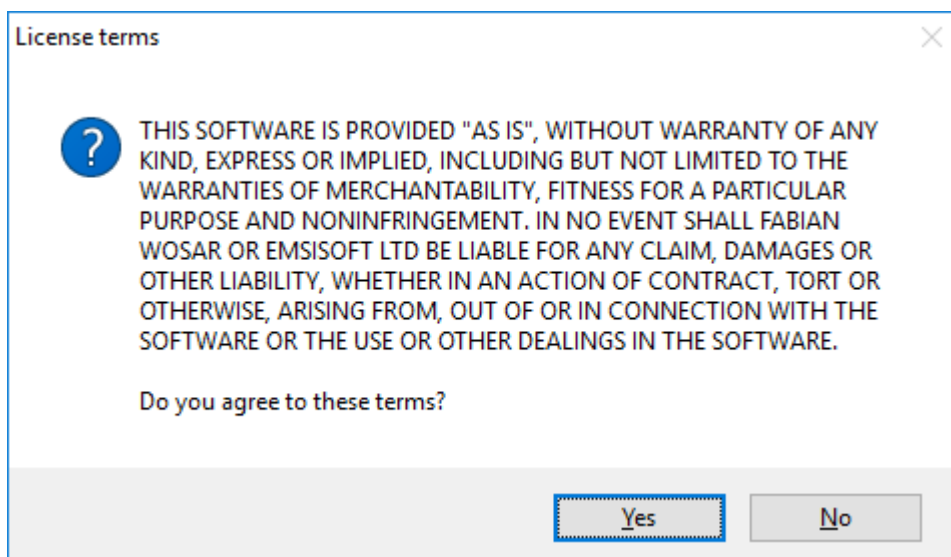 License terms
THIS SOFTWARE IS PROVIDED "AS IS", WITHOUT WARRANTY OF ANY
KIND, EXPRESS OR IMPLIED, INCLUDING BUT NOT LIMITED TO THE
WARRANTIES OF MERCHANTABILITY, FITNESS FOR A PARTICULAR
PURPOSE AND NONINFRINGEMENT. IN NO EVENT SHALL FABIAN
WOSAR OR EMSISOFT LTD BE LIABLE FOR ANY CLAIM, DAMAGES OR
OTHER LIABILITY, WHETHER IN AN ACTION OF CONTRACT, TORT OR
OTHERWISE, ARISING FROM, OUT OF OR IN CONNECTION WITH THE
SOFTWARE OR THE USE OR OTHER DEALINGS IN THE SOFTWARE.
Do you agree to these terms?
Yes No